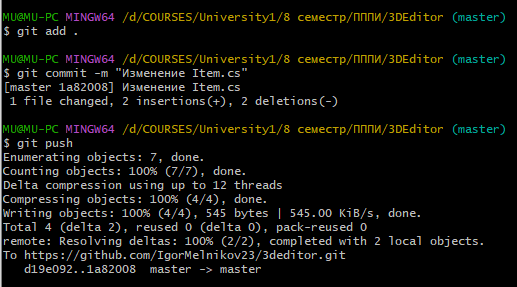 MU@MU-PC MINGW64 /d/COURSES/University1/8 семестр/ПППИ/3DEditor (master)
$ git add .
MU@MU-PC MINGW64 /d/COURSES/University1/8 семестр/ПППИ/3DEditor (master)
$ git commit -m "Изменение Item.cs"
[master 1a82008] Изменение Item.cs
 1 file changed, 2 insertions(+), 2 deletions(-)
MU@MU-PC MINGW64 /d/COURSES/University1/8 семестр/ПППИ/3DEditor (master)
$ git push
Enumerating objects: 7, done.
Counting objects: 100% (7/7), done.
Delta compression using up to 12 threads
Compressing objects: 100% (4/4), done.
Writing objects: 100% (4/4), 545 bytes | 545.00 KiB/s, done.
Total 4 (delta 2), reused 0 (delta 0), pack-reused 0
remote: Resolving deltas: 100% (2/2), completed with 2 local objects.
To https://github.com/IgorMelnikov23/3deditor.git
   d19e092..1a82008  master -> master